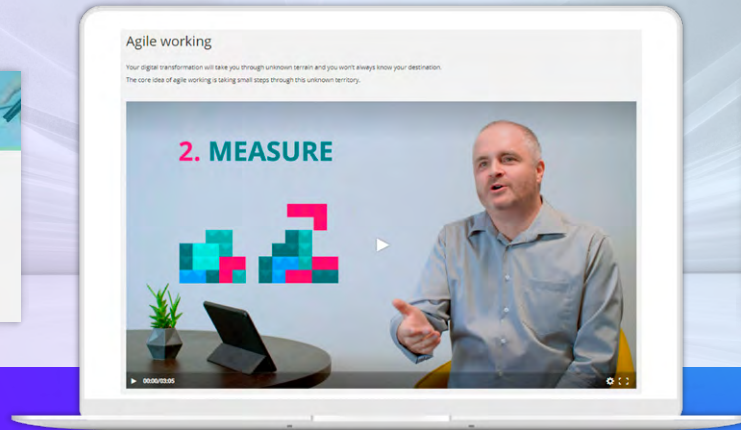 Agile working
Your digital transformation will take you through unknown terrain and you won't always know your destination.
The core idea of agile working is taking small steps through this unknown territory.
2. MEASURE
00:00/03:05